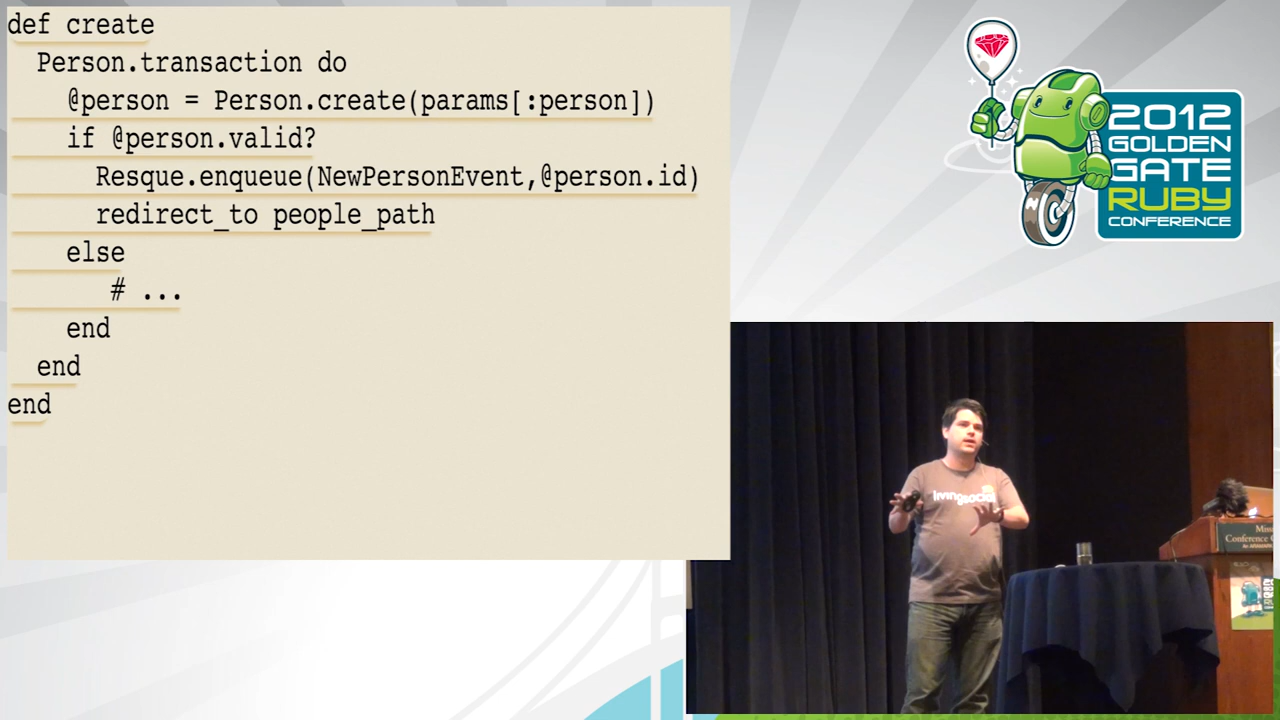 def create
  Person.transaction do
    @person = Person.create(params[:person])
    if @person.valid?
      Resque.enqueue(NewPersonEvent,@person.id)
      redirect_to people_path
    else
       # ...
    end
  end
end
2012
GOLDEN
GATE
RUBY
CONFERENCE
livingsocial
Conference